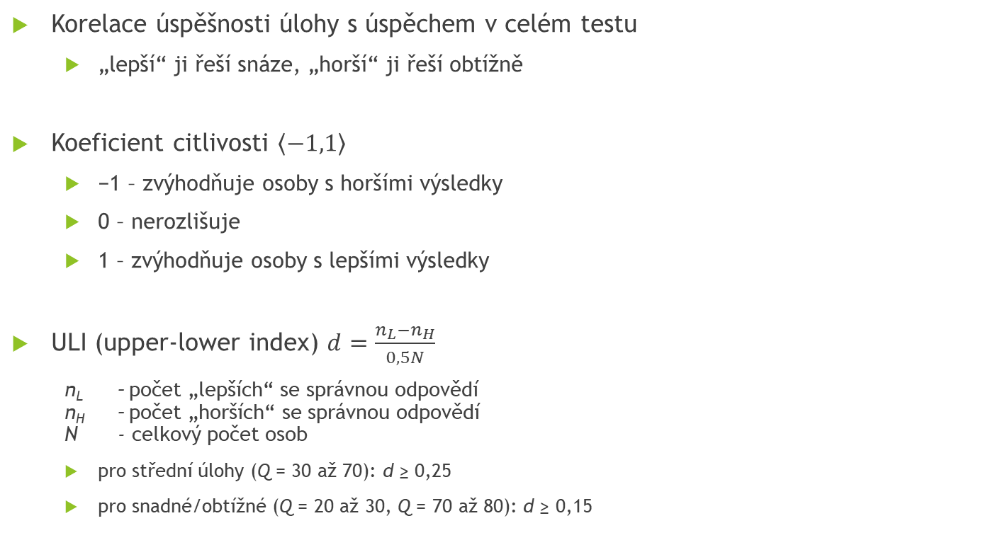 Korelace úspěšnosti úlohy s úspěchem v celém testu
„lepší“ ji řeší snáze, „horší“ ji řeší obtížně
Koeficient citlivosti ⟨−1,1⟩
−1 – zvýhodňuje osoby s horšími výsledky
0 – nerozlišuje
1 – zvýhodňuje osoby s lepšími výsledky
ULI (upper-lower index) d = (n_L−n_H)/(0,5N)
n_L – počet „lepších“ se správnou odpovědí
n_H – počet „horších“ se správnou odpovědí
N - celkový počet osob
pro střední úlohy (Q = 30 až 70): d ≥ 0,25
pro snadné/obtížné (Q = 20 až 30, Q = 70 až 80): d ≥ 0,15